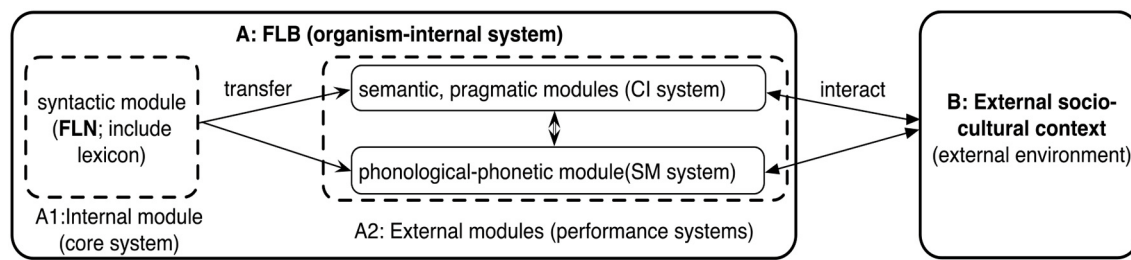 A: FLB (organism-internal system)
syntactic module
(FLN; include
lexicon)
A1:Internal module
(core system)
transfer
semantic, pragmatic modules (CI system)
phonological-phonetic module(SM system)
A2: External modules (performance systems)
interact
B: External socio-
cultural context
(external environment)